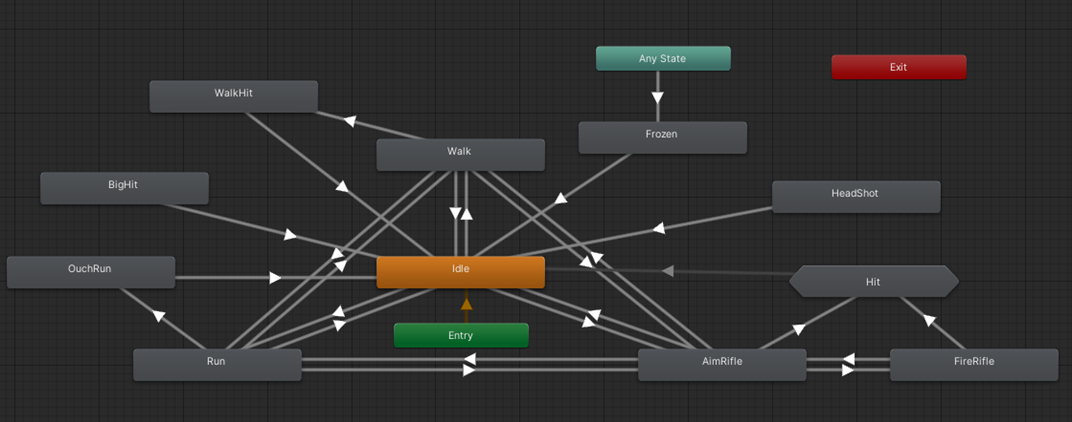 Any State
Exit
WalkHit
Frozen
Walk
BigHit
HeadShot
OuchRun
Idle
Hit
Entry
Run
AimRifle
FireRifle